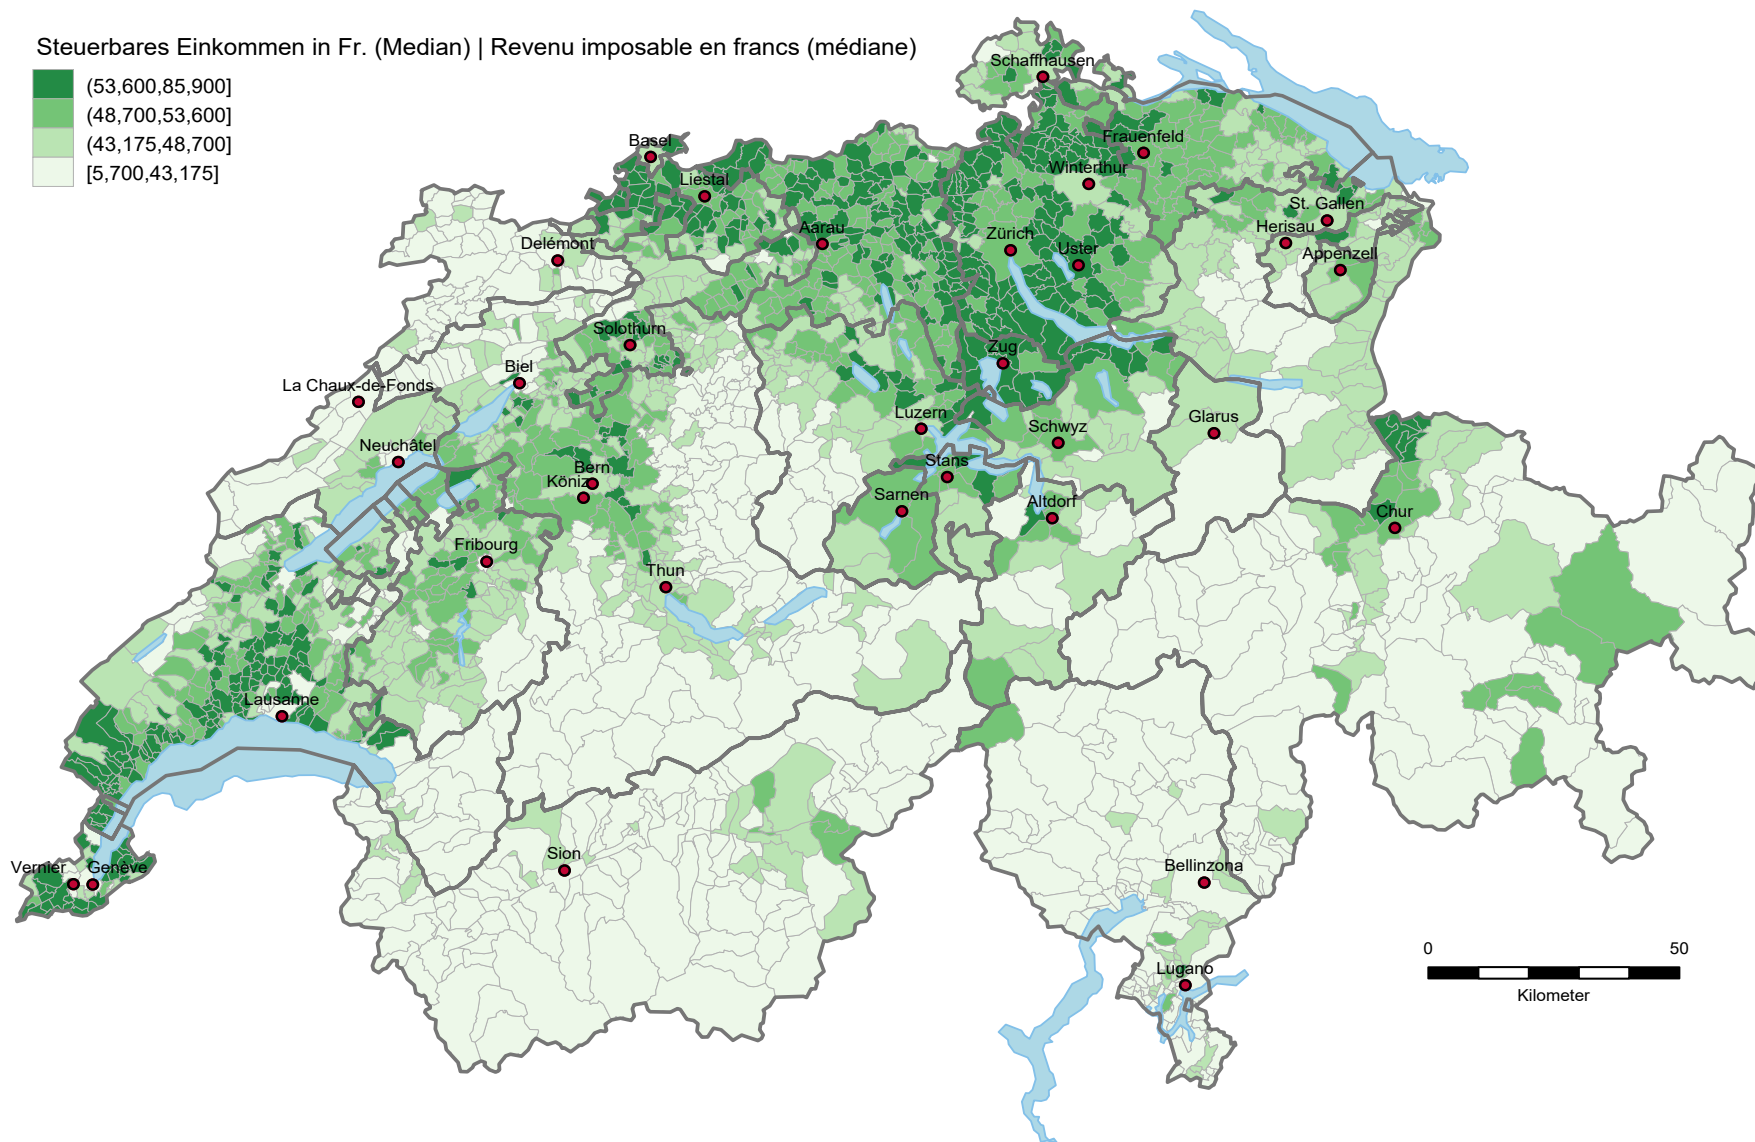 Steuerbares Einkommen in Fr. (Median) | Revenu imposable en francs (médiane)
(53,600,85,900]
(48,700,53,600]
(43,175,48,700]
[5,700,43,175]
Schaffhausen
Basel
Frauenfeld
Liestal
Winterthur
St. Gallen
Aarau
Zürich
Herisau
Delémont
Uster
Appenzell
Solothurn
Zug
Biel
La Chaux-de-Fonds
Luzern
Glarus
Schwyz
Neuchâtel
Stans
Bern
Köniz
Sarnen
Altdorf
Chur
Fribourg
Thun
Lausanne
Sion
Vernier
Genève
Bellinzona
Lugano
0 50
Kilometer